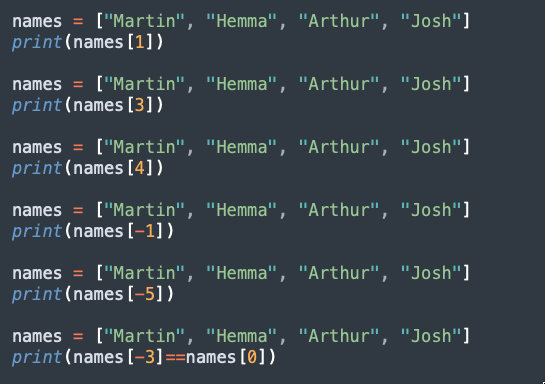 names = ["Martin", "Hemma", "Arthur", "Josh"]
print(names[1])
names = ["Martin", "Hemma", "Arthur", "Josh"]
print(names[3])
names = ["Martin", "Hemma", "Arthur", "Josh"]
print(names[4])
names = ["Martin", "Hemma", "Arthur", "Josh"]
print(names[-1])
names = ["Martin", "Hemma", "Arthur", "Josh"]
print(names[-5])
names = ["Martin", "Hemma", "Arthur", "Josh"]
print(names[-3]==names[0])